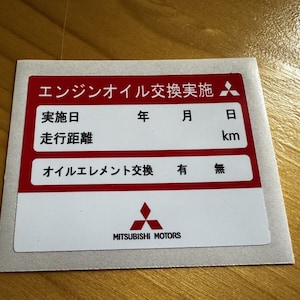 エンジンオイル交換実施
実施日 年 月 日
走行距離 km
オイルエレメント交換 有 無
MITSUBISHI MOTORS